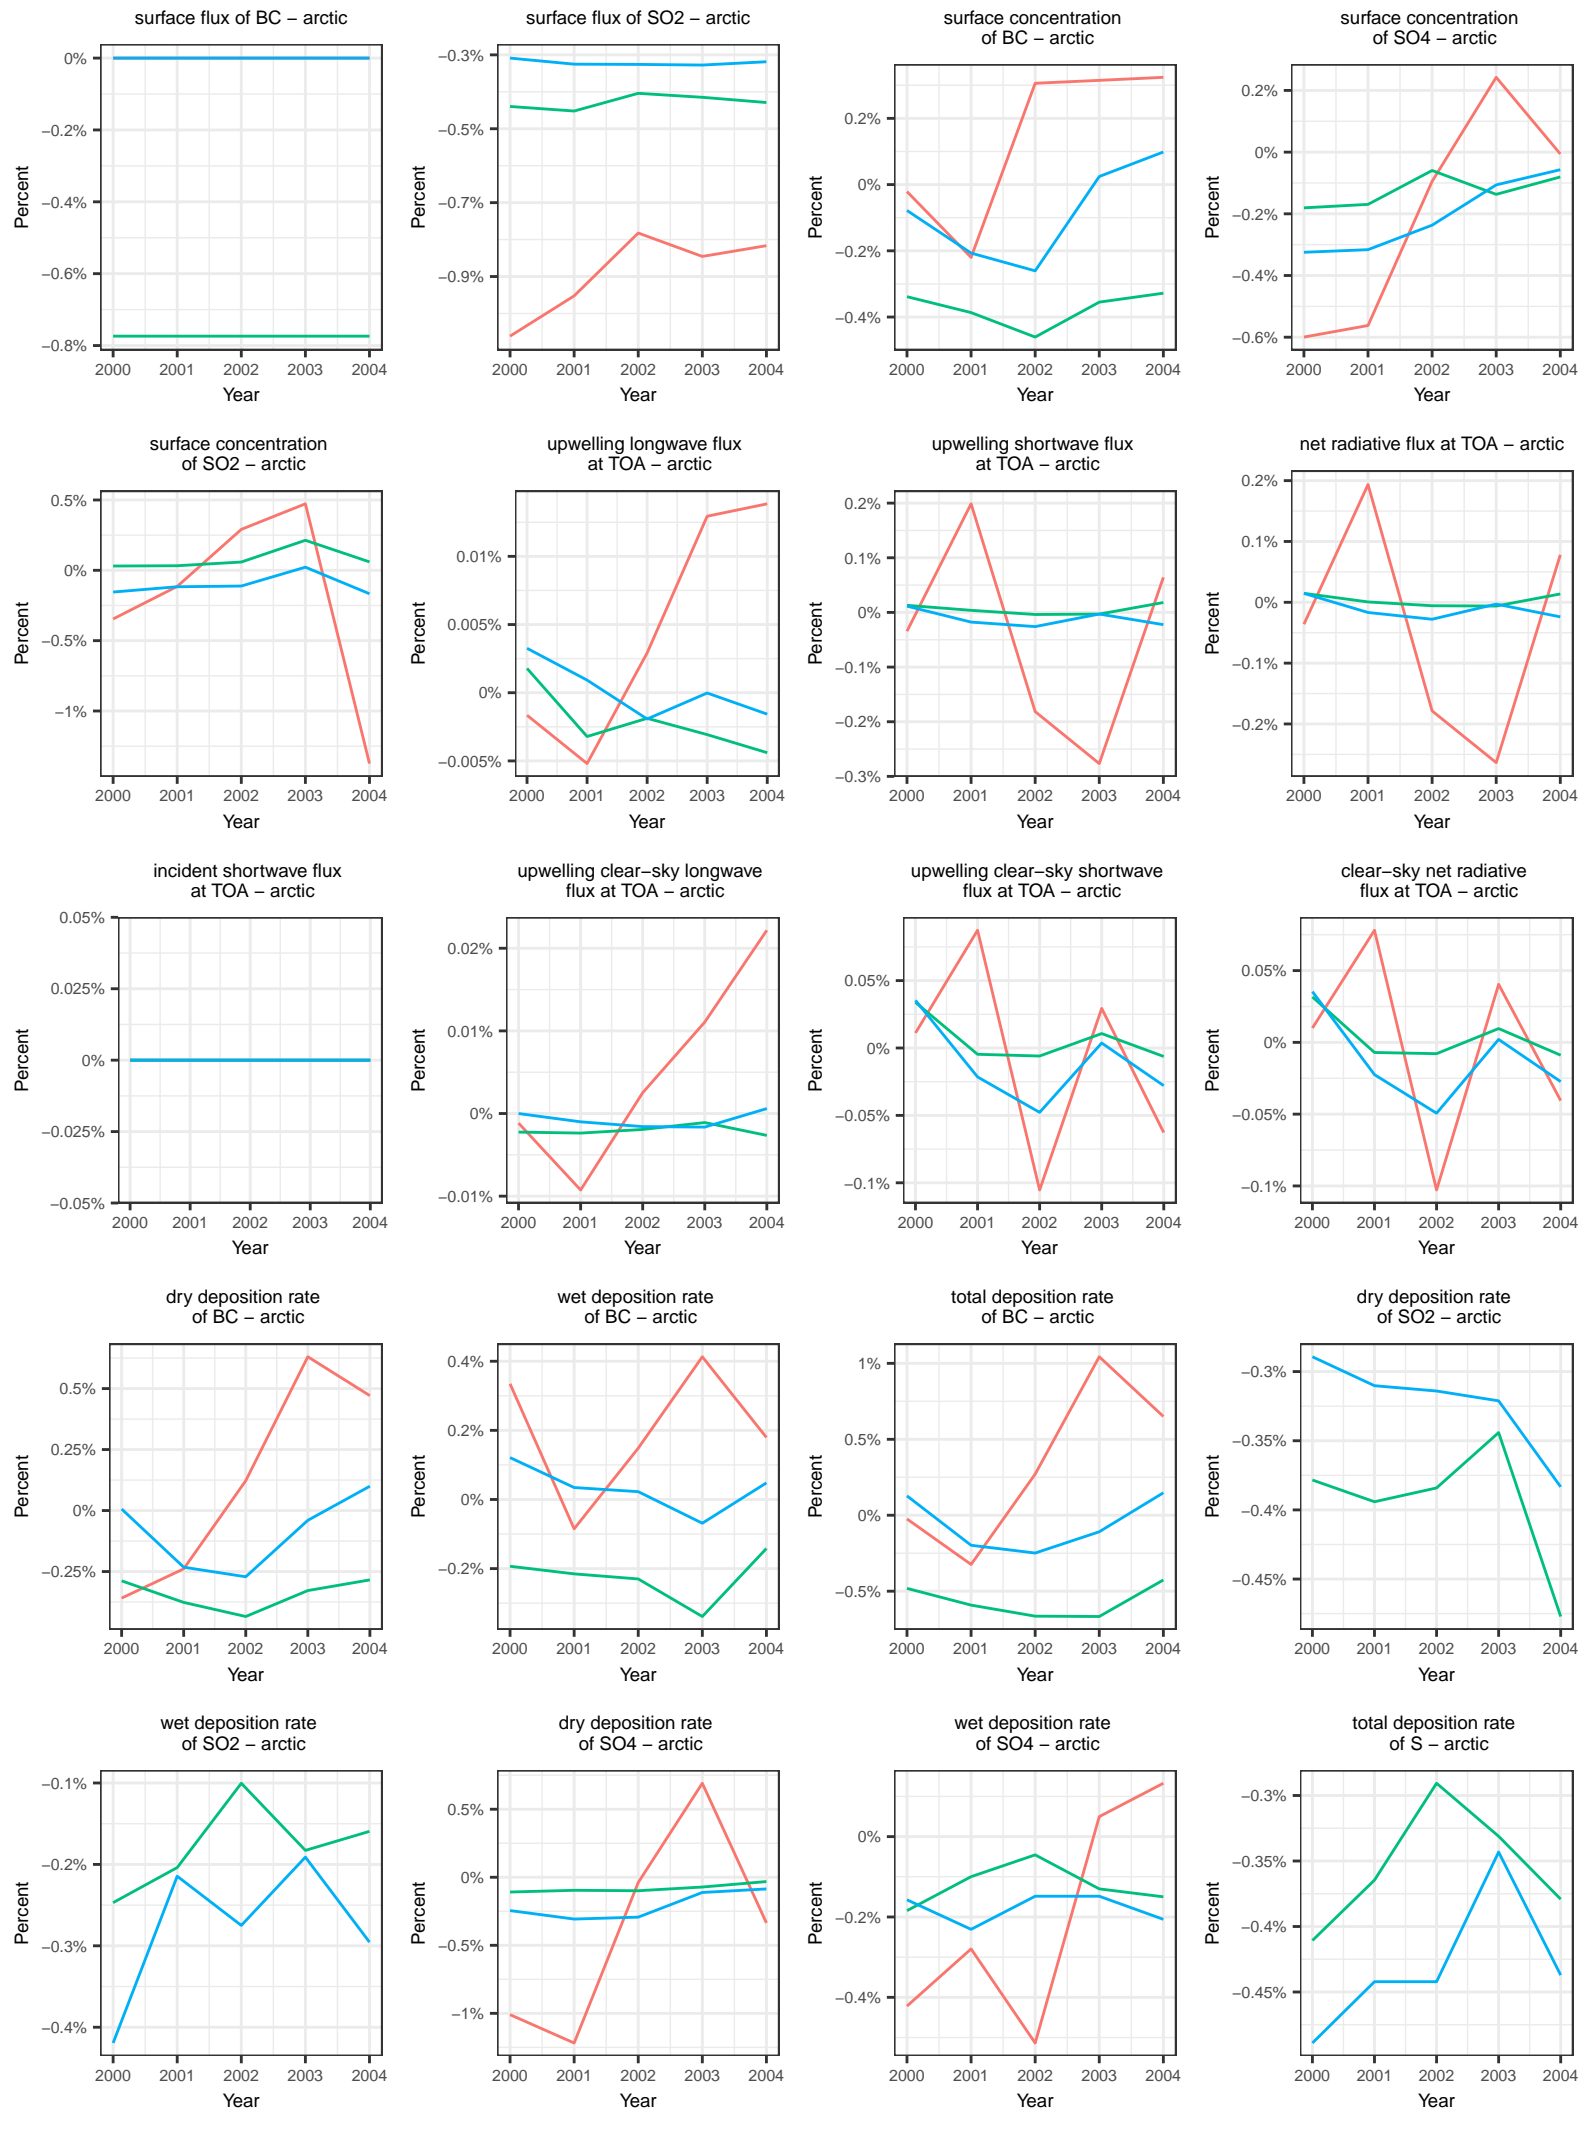 surface flux of BC − arctic
0%
−0.2%
−0.4%
−0.6%
−0.8%
Percent
2000 2001 2002 2003 2004
Year
surface flux of SO2 − arctic
−0.3%
−0.5%
−0.7%
−0.9%
Percent
2000 2001 2002 2003 2004
Year
surface concentration
of BC − arctic
0.2%
0%
−0.2%
−0.4%
Percent
2000 2001 2002 2003 2004
Year
surface concentration
of SO4 − arctic
0.2%
0%
−0.2%
−0.4%
−0.6%
Percent
2000 2001 2002 2003 2004
Year
surface concentration
of SO2 − arctic
0.5%
0%
−0.5%
−1%
Percent
2000 2001 2002 2003 2004
Year
upwelling longwave flux
at TOA − arctic
0.01%
0.005%
0%
−0.005%
Percent
2000 2001 2002 2003 2004
Year
upwelling shortwave flux
at TOA − arctic
0.2%
0.1%
0%
−0.1%
−0.2%
−0.3%
Percent
2000 2001 2002 2003 2004
Year
net radiative flux at TOA − arctic
0.2%
0.1%
0%
−0.1%
−0.2%
Percent
2000 2001 2002 2003 2004
Year
incident shortwave flux
at TOA − arctic
0.05%
0.025%
0%
−0.025%
−0.05%
Percent
2000 2001 2002 2003 2004
Year
upwelling clear−sky longwave
flux at TOA − arctic
0.02%
0.01%
0%
−0.01%
Percent
2000 2001 2002 2003 2004
Year
upwelling clear−sky shortwave
flux at TOA − arctic
0.05%
0%
−0.05%
−0.1%
Percent
2000 2001 2002 2003 2004
Year
clear−sky net radiative
flux at TOA − arctic
0.05%
0%
−0.05%
−0.1%
Percent
2000 2001 2002 2003 2004
Year
dry deposition rate
of BC − arctic
0.5%
0.25%
0%
−0.25%
Percent
2000 2001 2002 2003 2004
Year
wet deposition rate
of BC − arctic
0.4%
0.2%
0%
−0.2%
Percent
2000 2001 2002 2003 2004
Year
total deposition rate
of BC − arctic
1%
0.5%
0%
−0.5%
Percent
2000 2001 2002 2003 2004
Year
dry deposition rate
of SO2 − arctic
−0.3%
−0.35%
−0.4%
−0.45%
Percent
2000 2001 2002 2003 2004
Year
wet deposition rate
of SO2 − arctic
−0.1%
−0.2%
−0.3%
−0.4%
Percent
2000 2001 2002 2003 2004
Year
dry deposition rate
of SO4 − arctic
0.5%
0%
−0.5%
−1%
Percent
2000 2001 2002 2003 2004
Year
wet deposition rate
of SO4 − arctic
0%
−0.2%
−0.4%
Percent
2000 2001 2002 2003 2004
Year
total deposition rate
of S − arctic
−0.3%
−0.35%
−0.4%
−0.45%
Percent
2000 2001 2002 2003 2004
Year